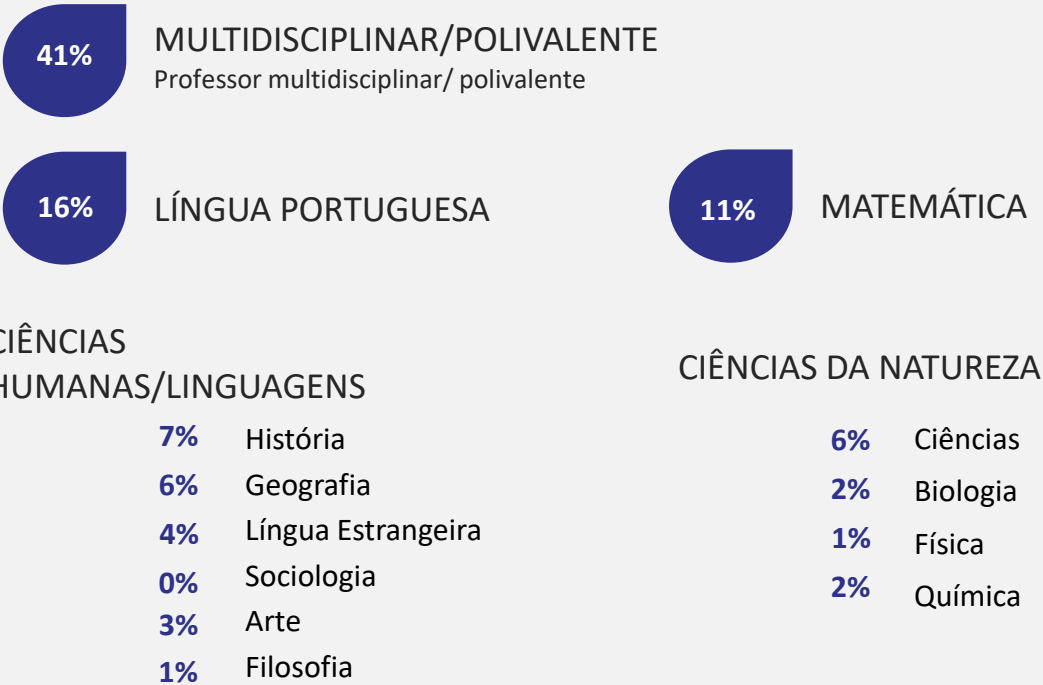 41%
MULTIDISCIPLINAR/POLIVALENTE
Professor multidisciplinar/ polivalente
16%
LÍNGUA PORTUGUESA
11%
MATEMÁTICA
CIÊNCIAS
HUMANAS/LINGUAGENS
7% História
6% Geografia
4% Língua Estrangeira
0% Sociologia
3% Arte
1% Filosofia
CIÊNCIAS DA NATUREZA
6% Ciências
2% Biologia
1% Física
2% Química